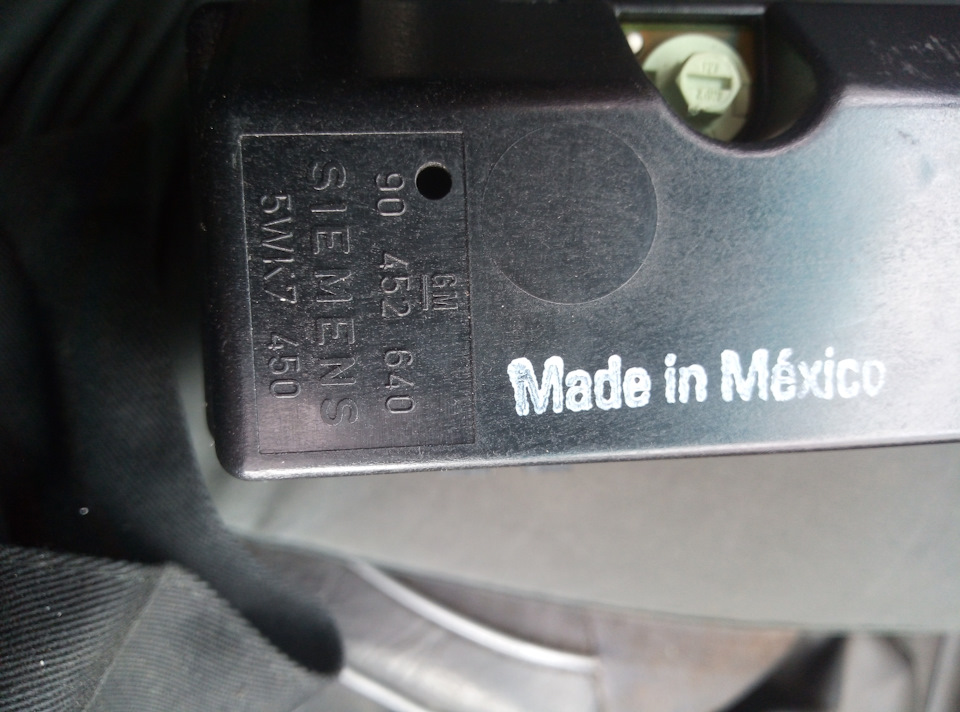 GM
90 452 640
SIEMENS
5WK7 450
Made in México